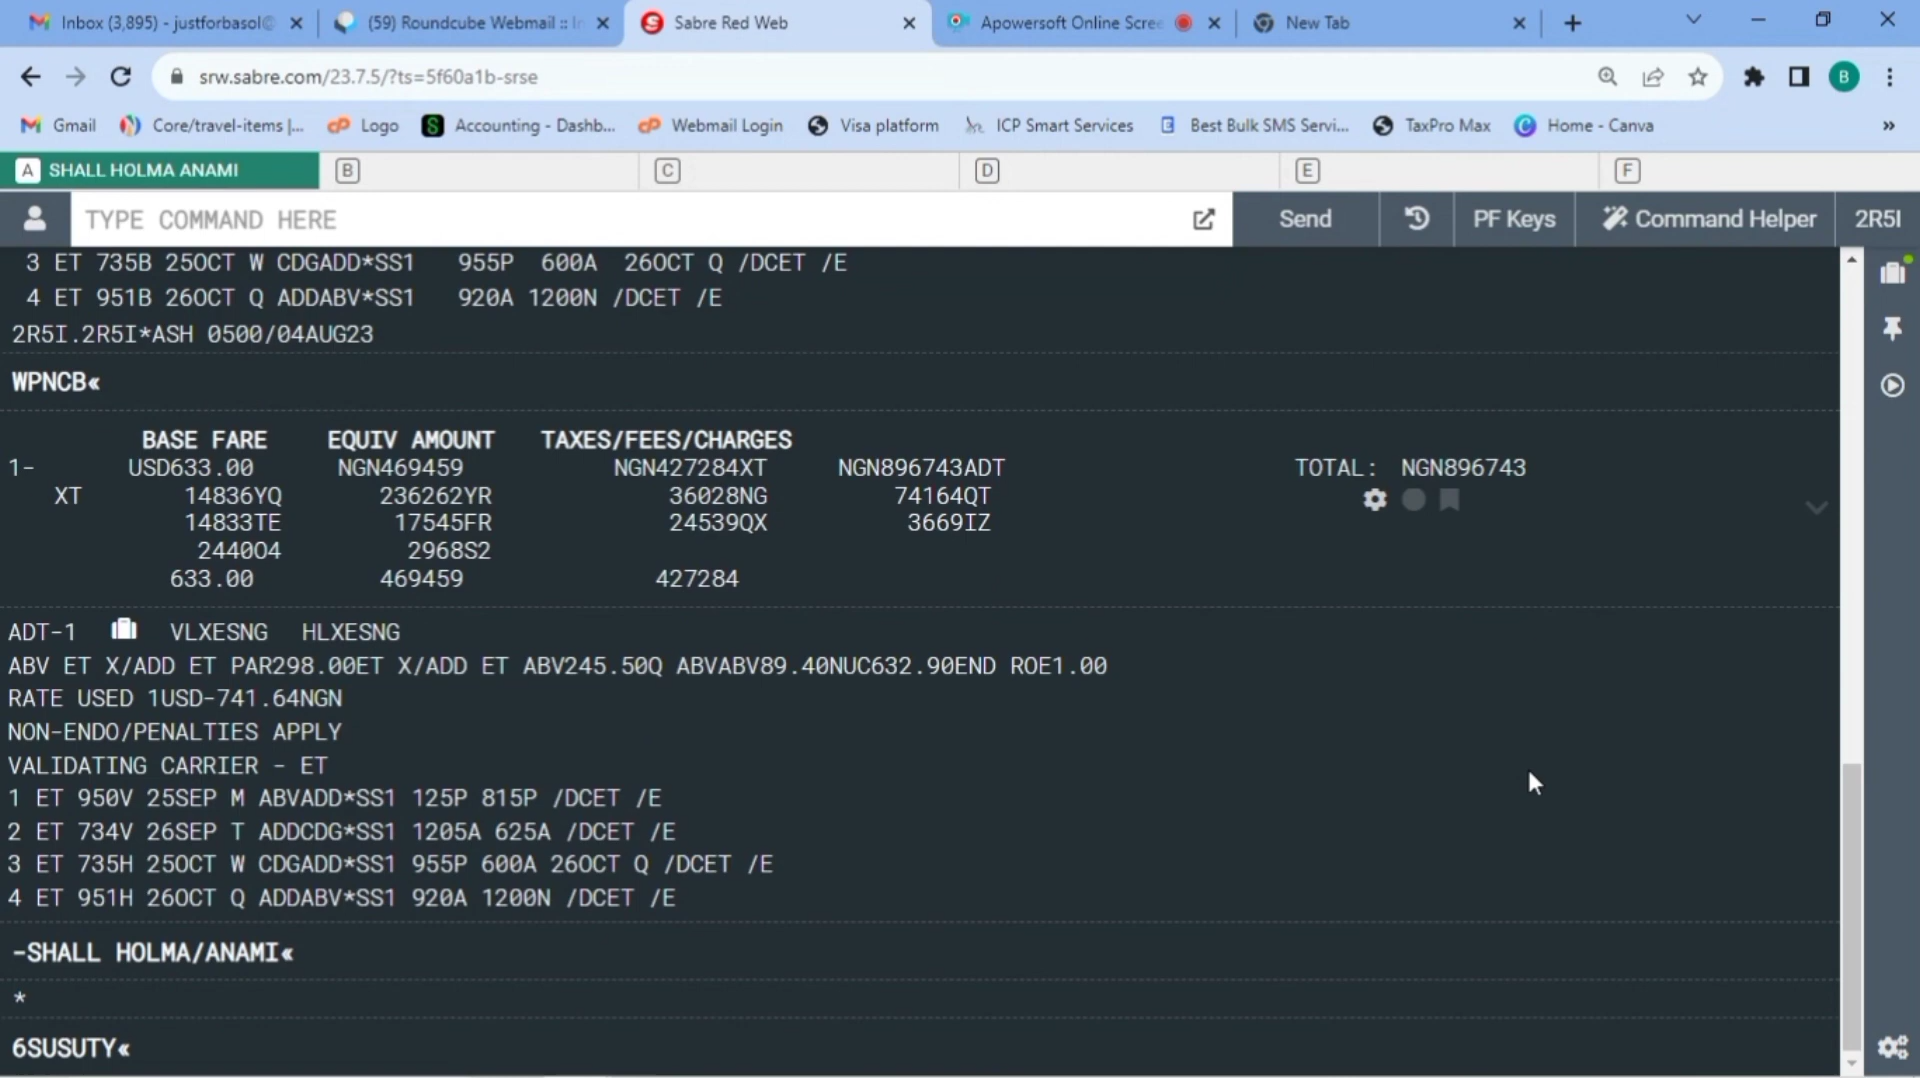 Inbox (3,895) - justforbasol@
(59) Roundcube Webmail :: In
Sabre Red Web
Apowersoft Online Scree
New Tab
srw.sabre.com/23.7.5/?ts=5f60a1b-srse
B
Gmail
Core/travel-items |...
Logo
Accounting - Dashb...
Webmail Login
Visa platform
ICP Smart Services
Best Bulk SMS Servi...
TaxPro Max
Home - Canva
»
A SHALL HOLMA ANAMI
B
C
D
E
F
TYPE COMMAND HERE
Send
PF Keys
Command Helper
2R5I
3 ET 735B 25OCT W CDGADD*SS1 955P 600A 26OCT Q /DCET /E
4 ET 951B 26OCT Q ADDABV*SS1 920A 1200N /DCET /E
2R5I.2R5I*ASH 0500/04AUG23
WPNCB«
BASE FARE EQUIV AMOUNT TAXES/FEES/CHARGES
1- USD633.00 NGN469459 NGN427284XT NGN896743ADT TOTAL: NGN896743
XT 14836YQ 236262YR 36028NG 74164QT
14833TE 17545FR 24539QX 3669IZ
2440O4 2968S2
633.00 469459 427284
ADT-1 VLXESNG HLXESNG
ABV ET X/ADD ET PAR298.00ET X/ADD ET ABV245.50Q ABVABV89.40NUC632.90END ROE1.00
RATE USED 1USD-741.64NGN
NON-ENDO/PENALTIES APPLY
VALIDATING CARRIER - ET
1 ET 950V 25SEP M ABVADD*SS1 125P 815P /DCET /E
2 ET 734V 26SEP T ADDCDG*SS1 1205A 625A /DCET /E
3 ET 735H 25OCT W CDGADD*SS1 955P 600A 26OCT Q /DCET /E
4 ET 951H 26OCT Q ADDABV*SS1 920A 1200N /DCET /E
-SHALL HOLMA/ANAMI«
*
6SUSUTY«